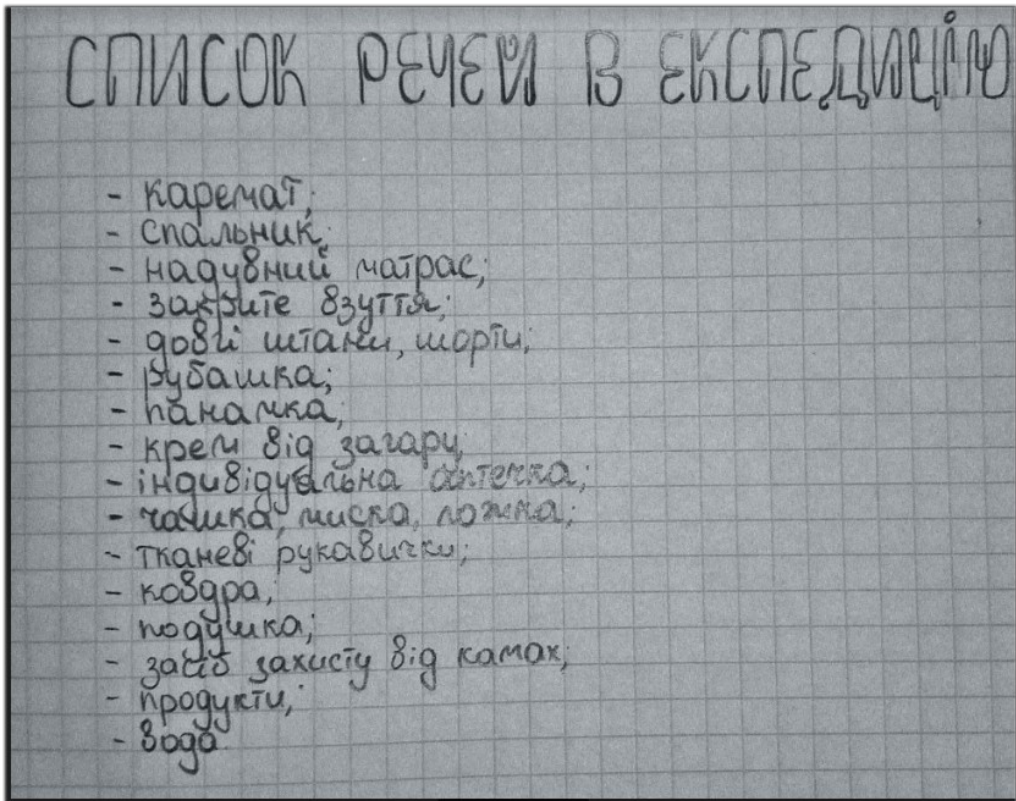 СПИСОК РЕЧЕЙ В ЕКСПЕДИЦІЮ
- каремат;
- спальник;
- надувний матрас;
- закрите взуття;
- довгі штани, шорти;
- рубашка;
- панамка;
- крем від загару;
- індивідуальна аптечка;
- чашка, миска, ложка;
- тканеві рукавички;
- ковдра;
- подушка;
- засіб захисту від камах;
- продукти;
- вода